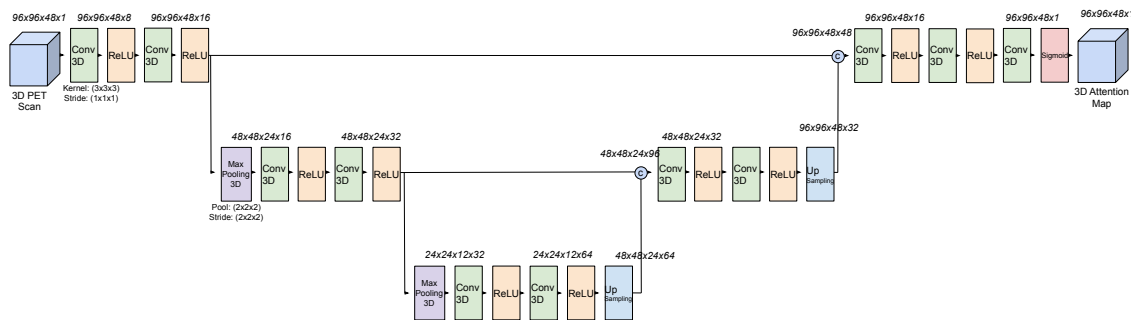 96x96x48x1
96x96x48x8
96x96x48x16
3D PET
Scan
Conv
3D
ReLU
Conv
3D
ReLU
Kernel: (3x3x3)
Stride: (1x1x1)
96x96x48x48
C
96x96x48x16
Conv
3D
ReLU
Conv
3D
ReLU
96x96x48x1
Conv
3D
Sigmoid
96x96x48x1
3D Attention
Map
48x48x24x16
48x48x24x32
Max
Pooling
3D
Conv
3D
ReLU
Conv
3D
ReLU
Pool: (2x2x2)
Stride: (2x2x2)
48x48x24x96
C
48x48x24x32
Conv
3D
ReLU
Conv
3D
ReLU
96x96x48x32
Up
Sampling
24x24x12x32
24x24x12x64
Max
Pooling
3D
Conv
3D
ReLU
Conv
3D
ReLU
48x48x24x64
Up
Sampling